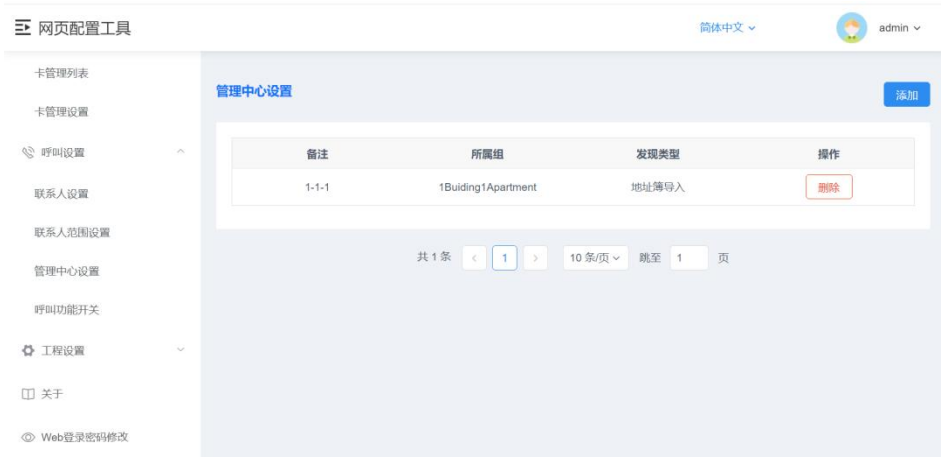 网页配置工具
简体中文
admin
卡管理列表
卡管理设置
呼叫设置
联系人设置
联系人范围设置
管理中心设置
呼叫功能开关
工程设置
关于
Web登录密码修改
管理中心设置
添加
备注 所属组 发现类型 操作
1-1-1 1Buiding1Apartment 地址簿导入 删除
共 1 条 < 1 > 10 条/页 跳至 1 页